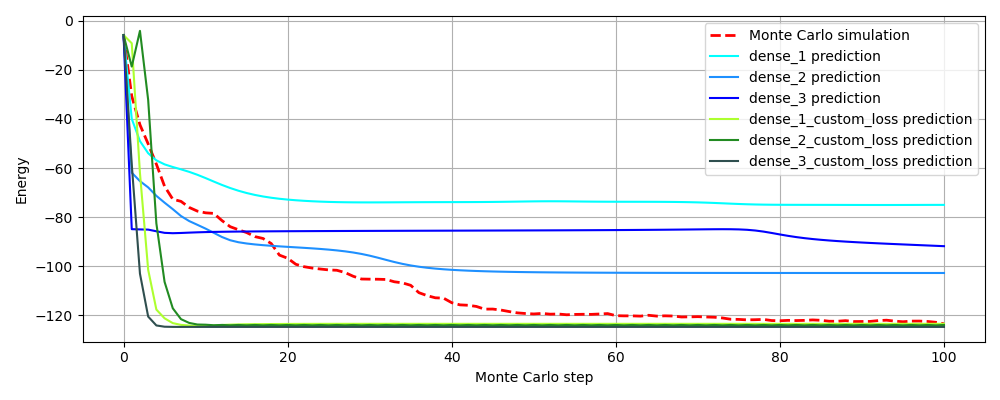 0
−20
−40
−60
−80
−100
−120
Energy
0
20
40
60
80
100
Monte Carlo step
Monte Carlo simulation
dense_1 prediction
dense_2 prediction
dense_3 prediction
dense_1_custom_loss prediction
dense_2_custom_loss prediction
dense_3_custom_loss prediction